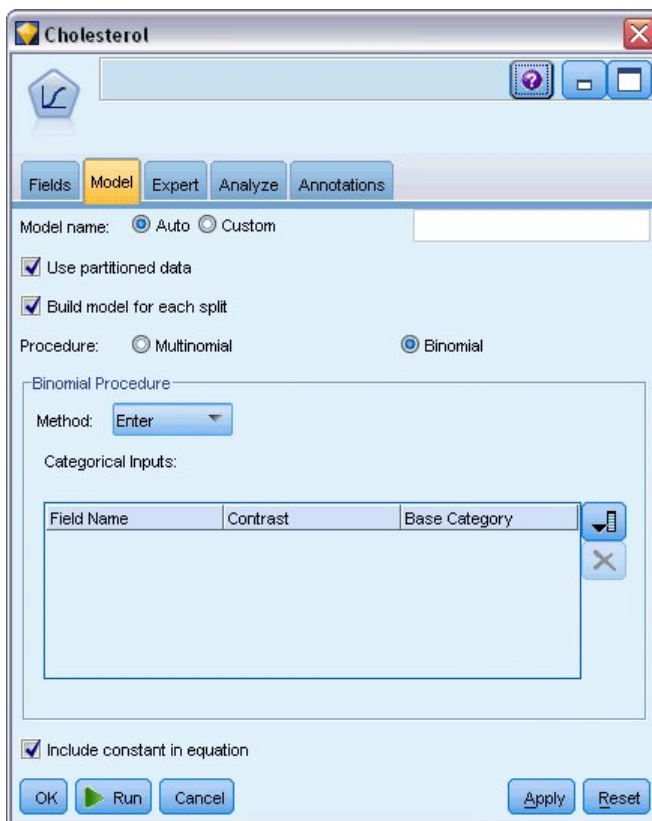 Cholesterol
Fields Model Expert Analyze Annotations
Model name: Auto Custom
Use partitioned data
Build model for each split
Procedure: Multinomial Binomial
Binomial Procedure
Method: Enter
Categorical Inputs:
Field Name Contrast Base Category
Include constant in equation
OK Run Cancel Apply Reset